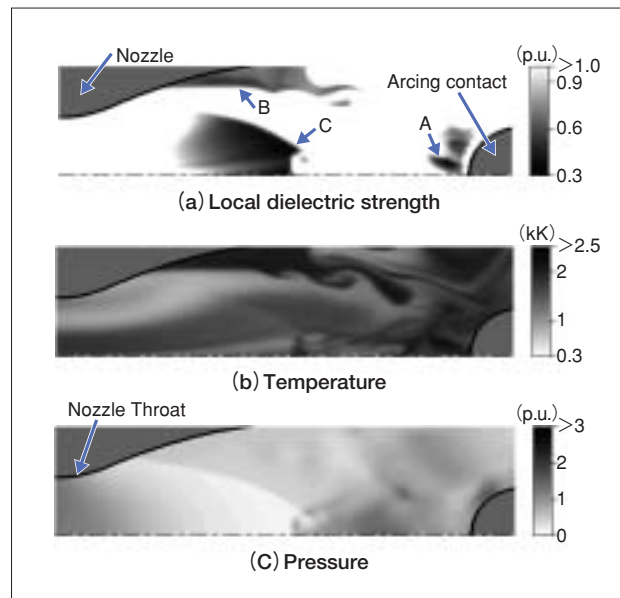 Nozzle
(p.u.)
>1.0
Arcing contact
0.9
B
C
A
0.6
0.3
(a) Local dielectric strength
(kK)
>2.5
2
1
0.3
(b) Temperature
Nozzle Throat
(p.u.)
>3
2
1
0
(C) Pressure